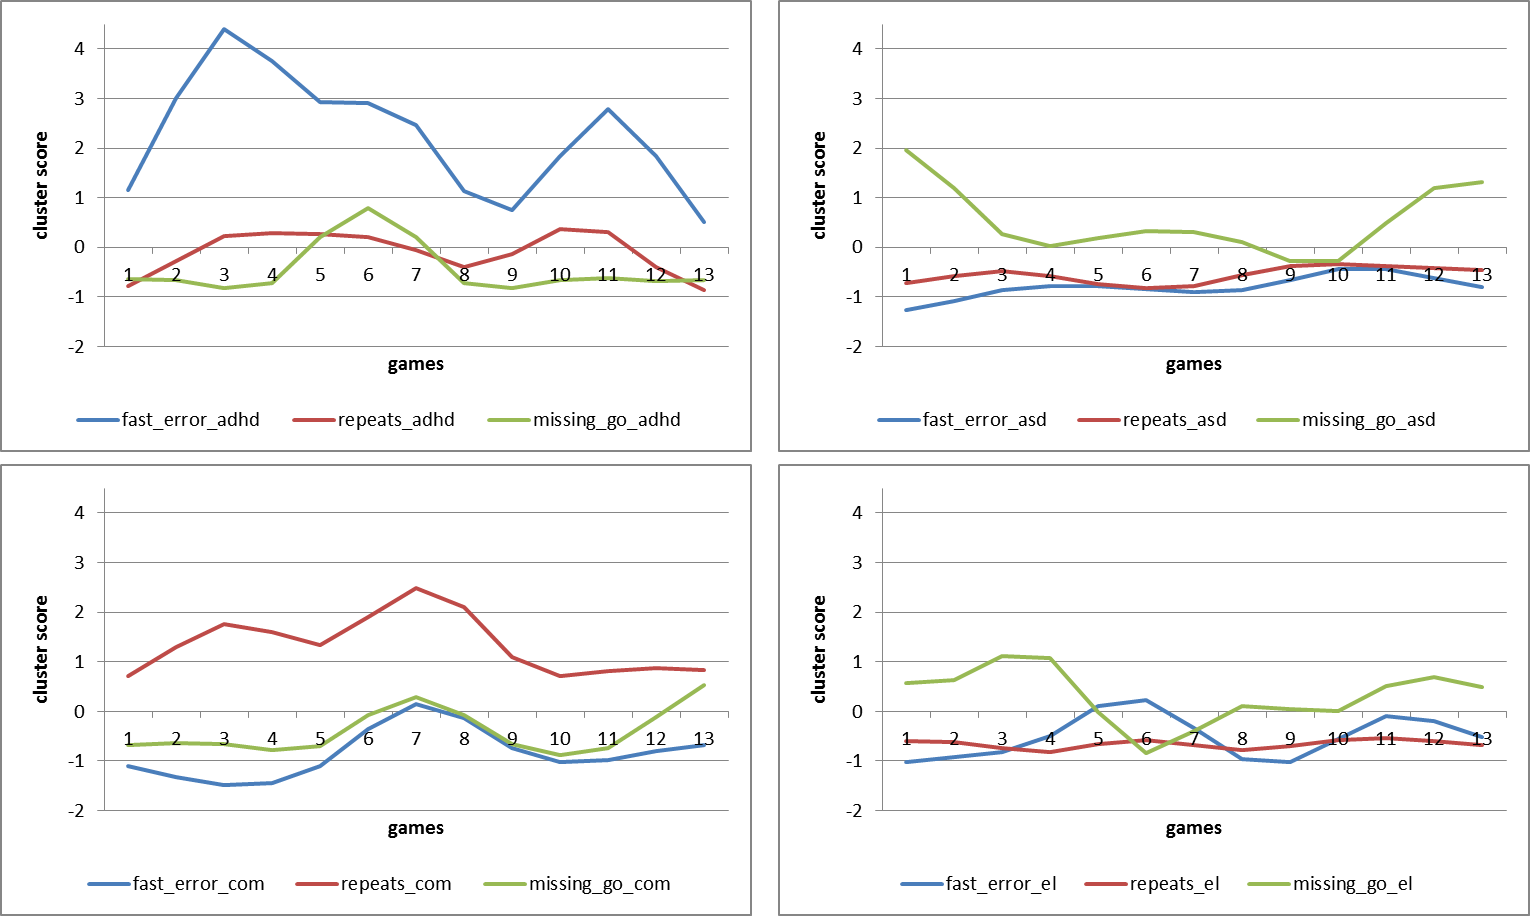 4
3
2
1
0
-1
-2
cluster score
1 2 3 4 5 6 7 8 9 10 11 12 13
games
fast_error_adhd repeats_adhd missing_go_adhd
4
3
2
1
0
-1
-2
cluster score
1 2 3 4 5 6 7 8 9 10 11 12 13
games
fast_error_asd repeats_asd missing_go_asd
4
3
2
1
0
-1
-2
cluster score
1 2 3 4 5 6 7 8 9 10 11 12 13
games
fast_error_com repeats_com missing_go_com
4
3
2
1
0
-1
-2
cluster score
1 2 3 4 5 6 7 8 9 10 11 12 13
games
fast_error_el repeats_el missing_go_el